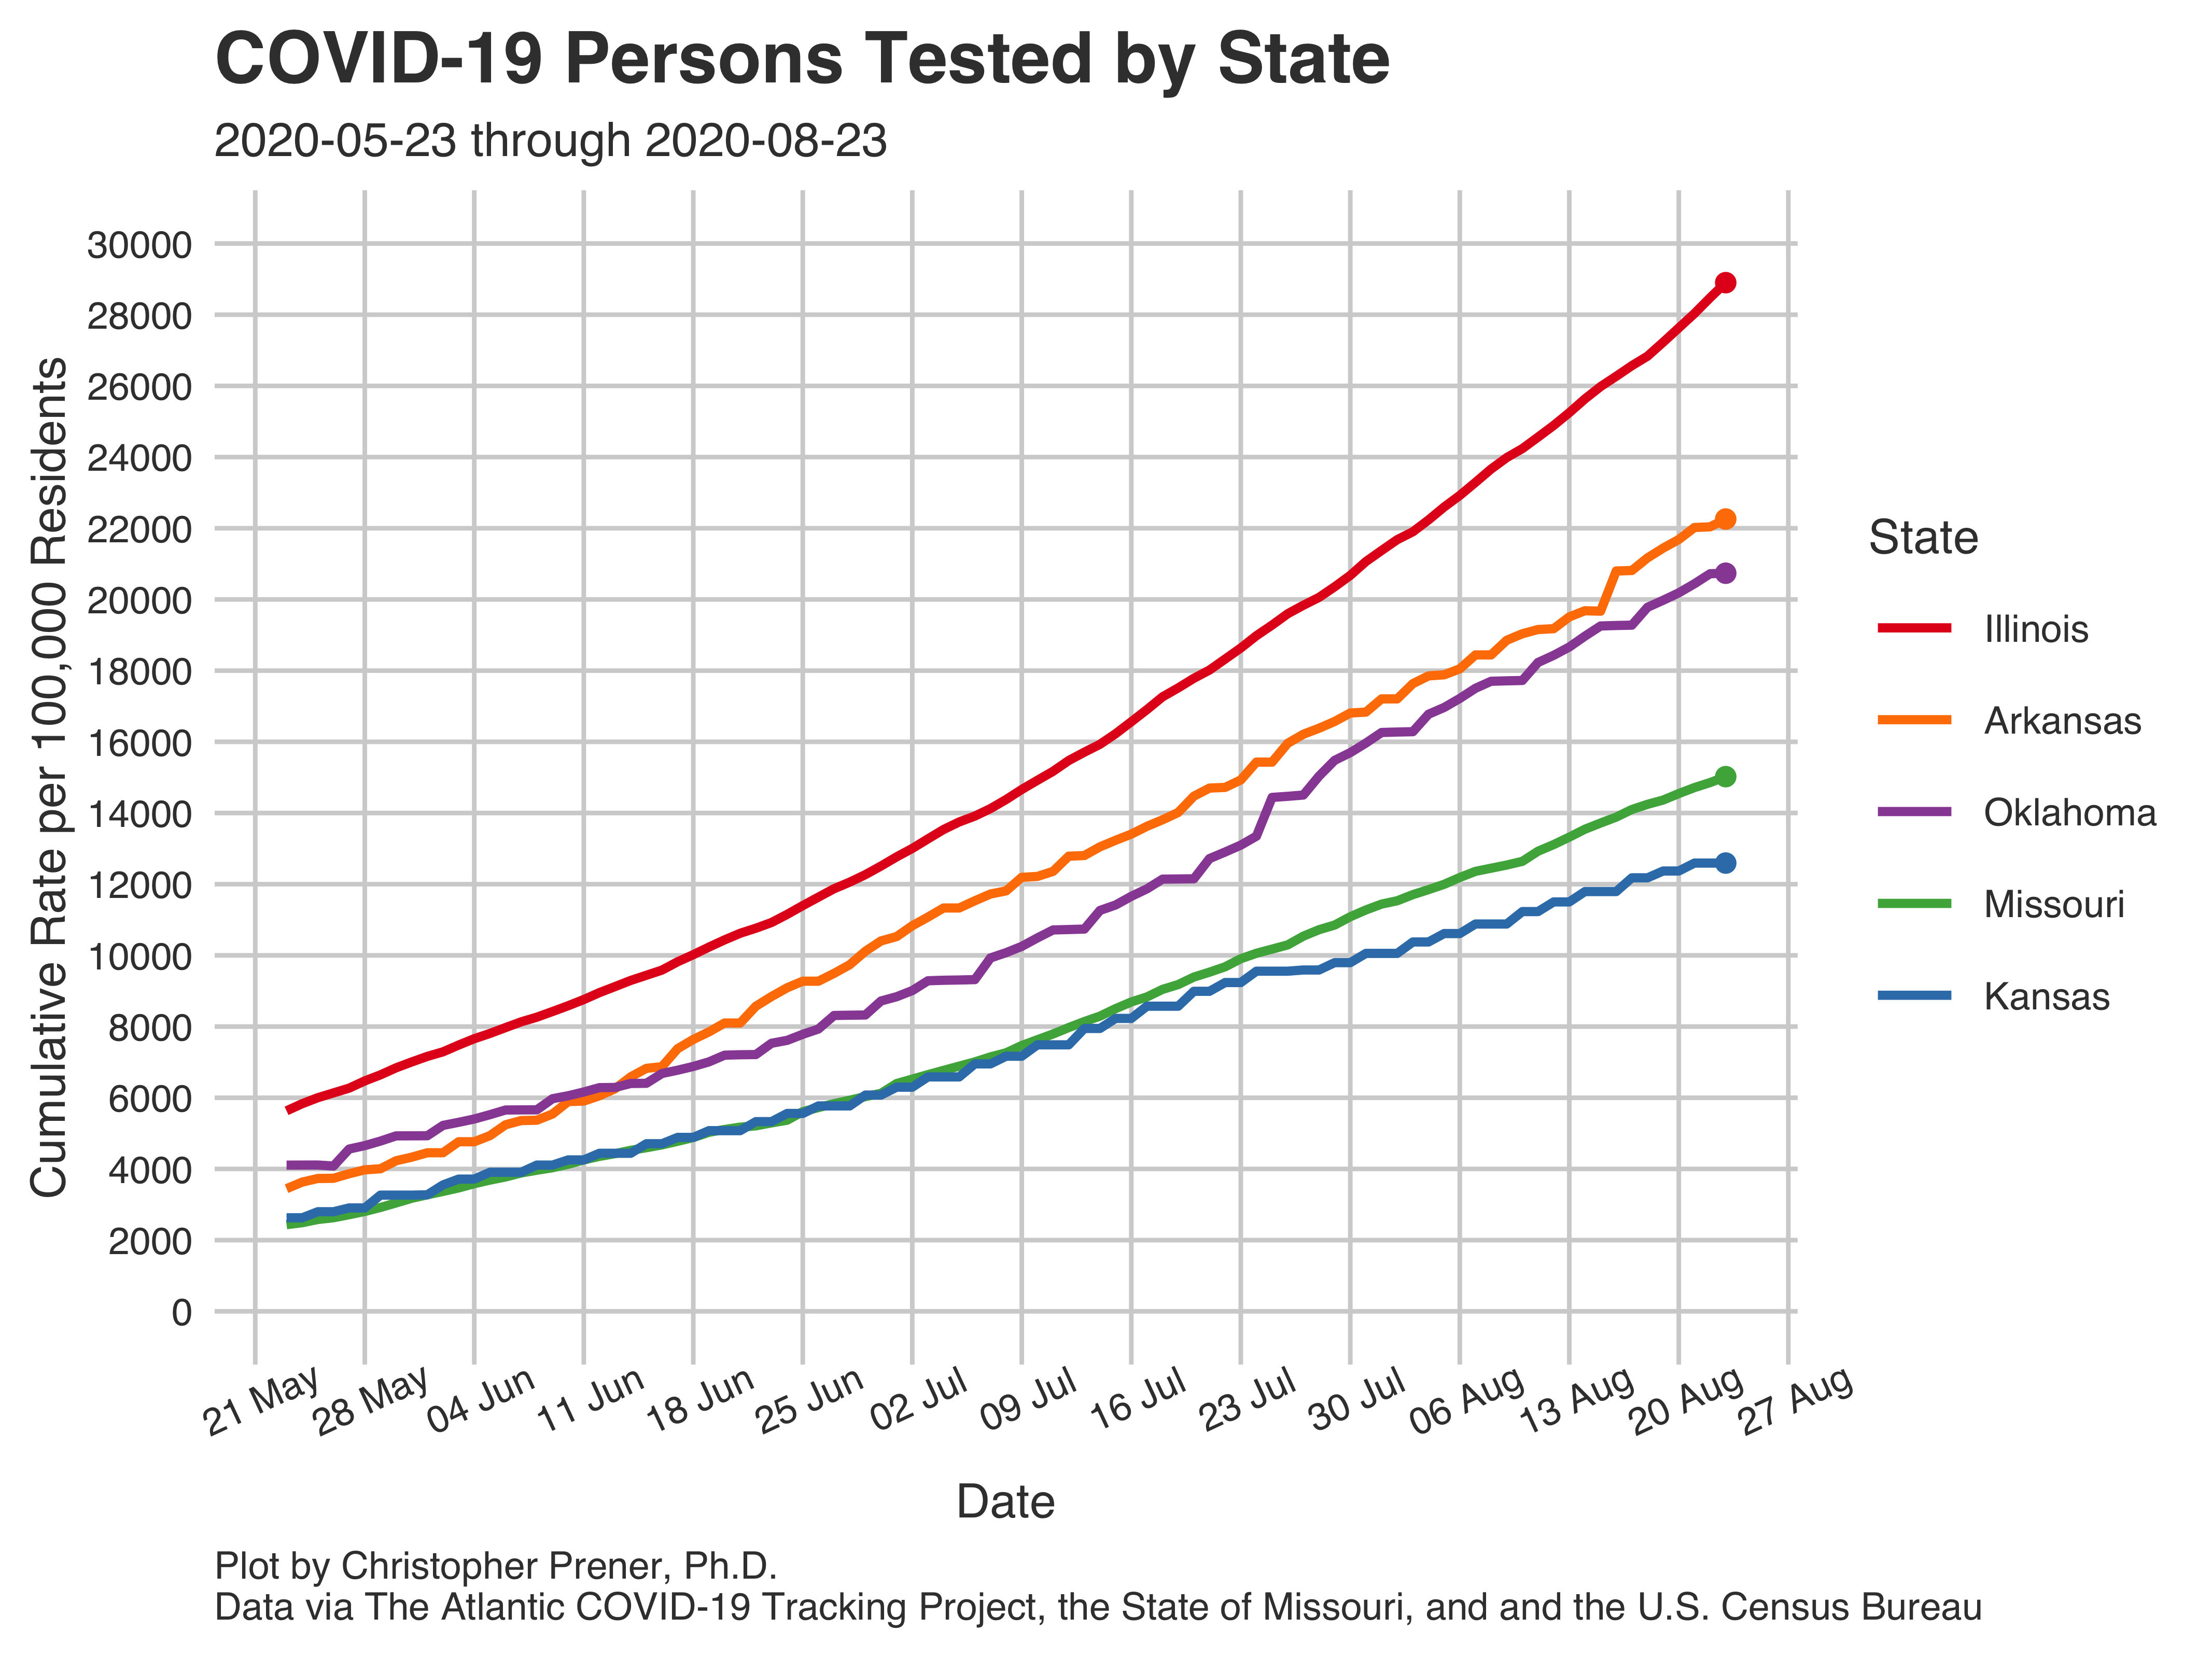 COVID-19 Persons Tested by State
2020-05-23 through 2020-08-23
Cumulative Rate per 100,000 Residents
30000
28000
26000
24000
22000
20000
18000
16000
14000
12000
10000
8000
6000
4000
2000
0
21 May
28 May
04 Jun
11 Jun
18 Jun
25 Jun
02 Jul
09 Jul
16 Jul
23 Jul
30 Jul
06 Aug
13 Aug
20 Aug
27 Aug
Date
State
Illinois
Arkansas
Oklahoma
Missouri
Kansas
Plot by Christopher Prener, Ph.D.
Data via The Atlantic COVID-19 Tracking Project, the State of Missouri, and and the U.S. Census Bureau